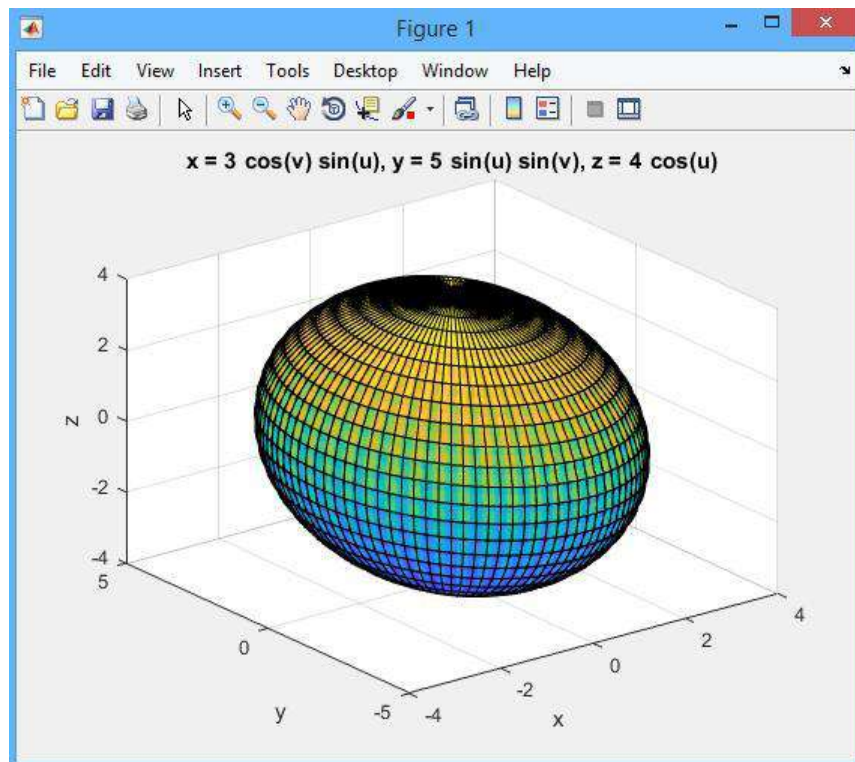 Figure 1
File Edit View Insert Tools Desktop Window Help
x = 3 cos(v) sin(u), y = 5 sin(u) sin(v), z = 4 cos(u)
4
2
0
-2
-4
z
5
0
-5
y
-4
-2
0
2
4
x